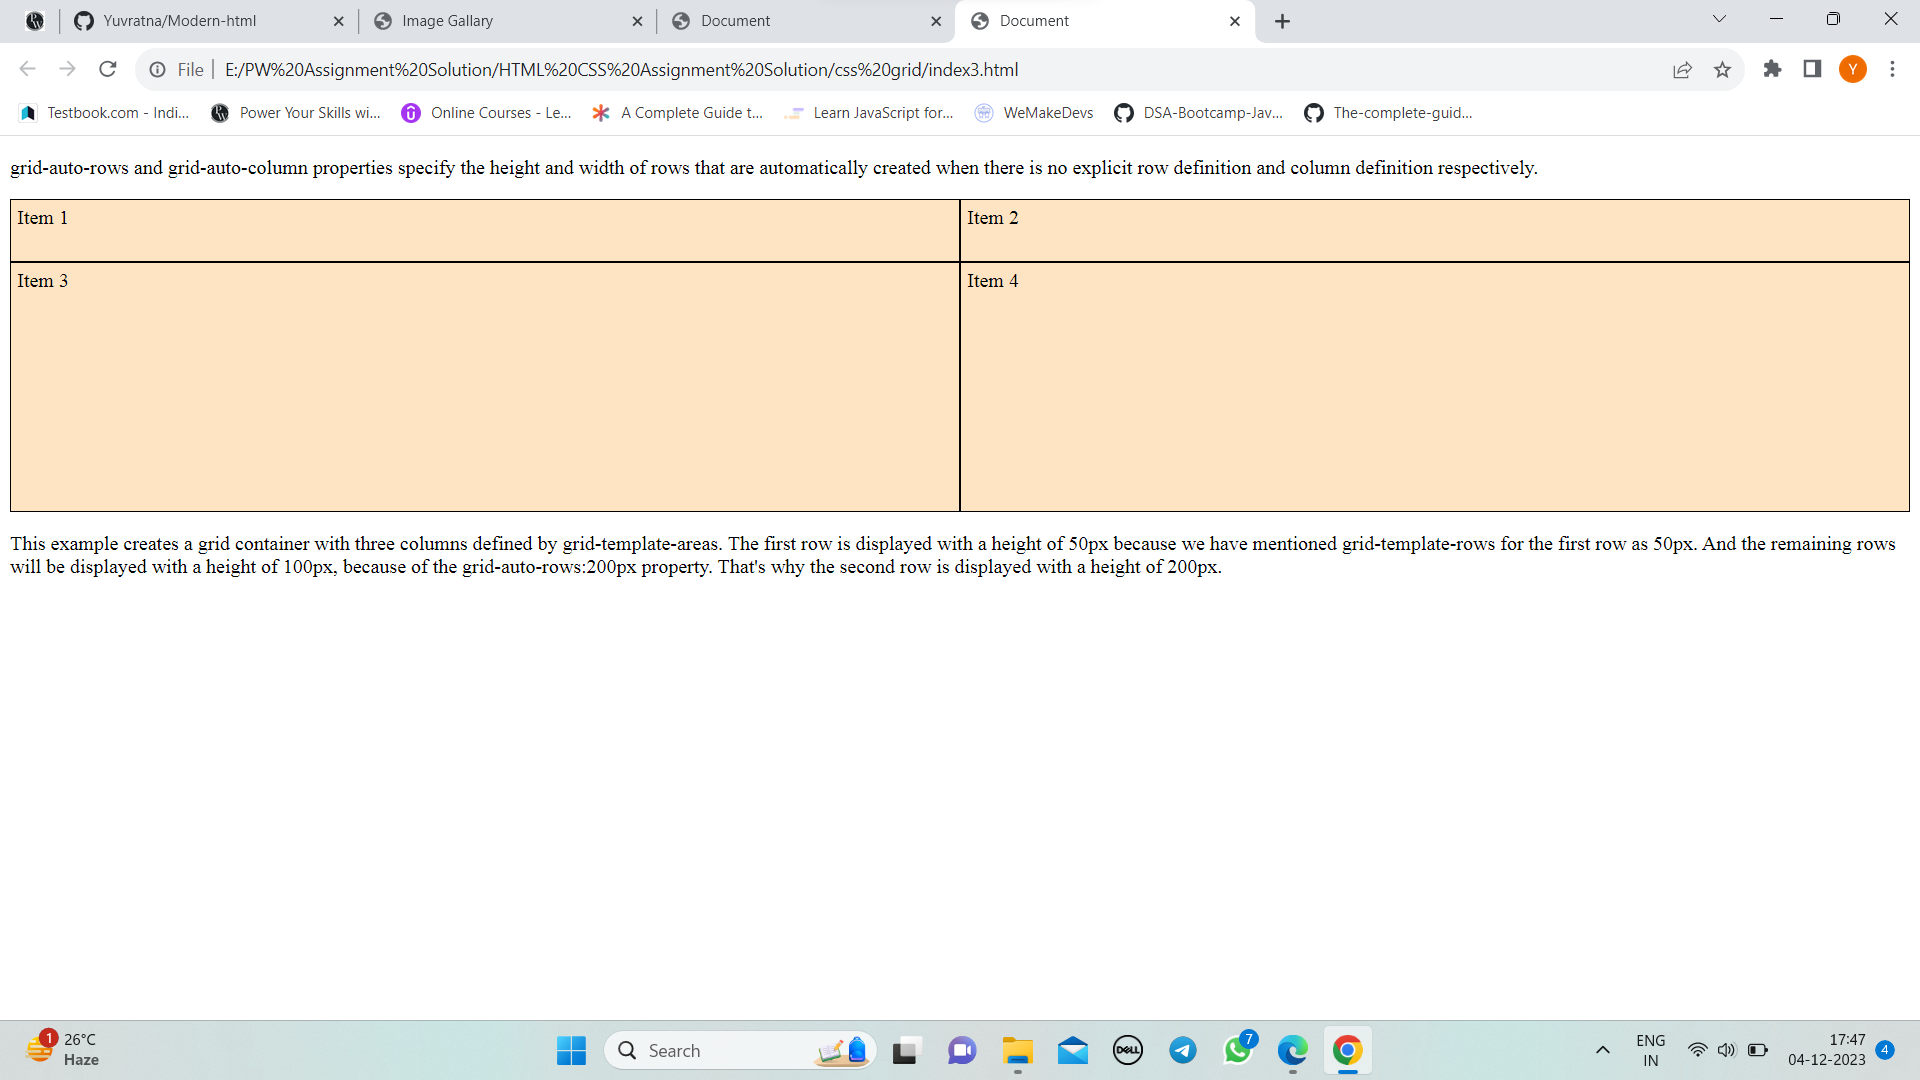 Yuvratna/Modern-html
Image Gallary
Document
Document
File
E:/PW%20Assignment%20Solution/HTML%20CSS%20Assignment%20Solution/css%20grid/index3.html
Y
Testbook.com - Indi...
Power Your Skills wi...
Online Courses - Le...
A Complete Guide t...
Learn JavaScript for...
WeMakeDevs
DSA-Bootcamp-Jav...
The-complete-guid...
grid-auto-rows and grid-auto-column properties specify the height and width of rows that are automatically created when there is no explicit row definition and column definition respectively.
Item 1
Item 2
Item 3
Item 4
This example creates a grid container with three columns defined by grid-template-areas. The first row is displayed with a height of 50px because we have mentioned grid-template-rows for the first row as 50px. And the remaining rows
will be displayed with a height of 100px, because of the grid-auto-rows:200px property. That's why the second row is displayed with a height of 200px.
1
26°C
Haze
Search
DELL
7
ENG
IN
17:47
04-12-2023
4